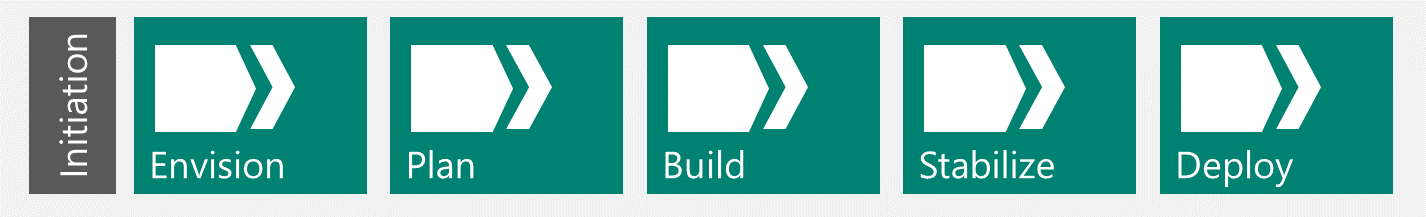 Initiation
Envision
Plan
Build
Stabilize
Deploy